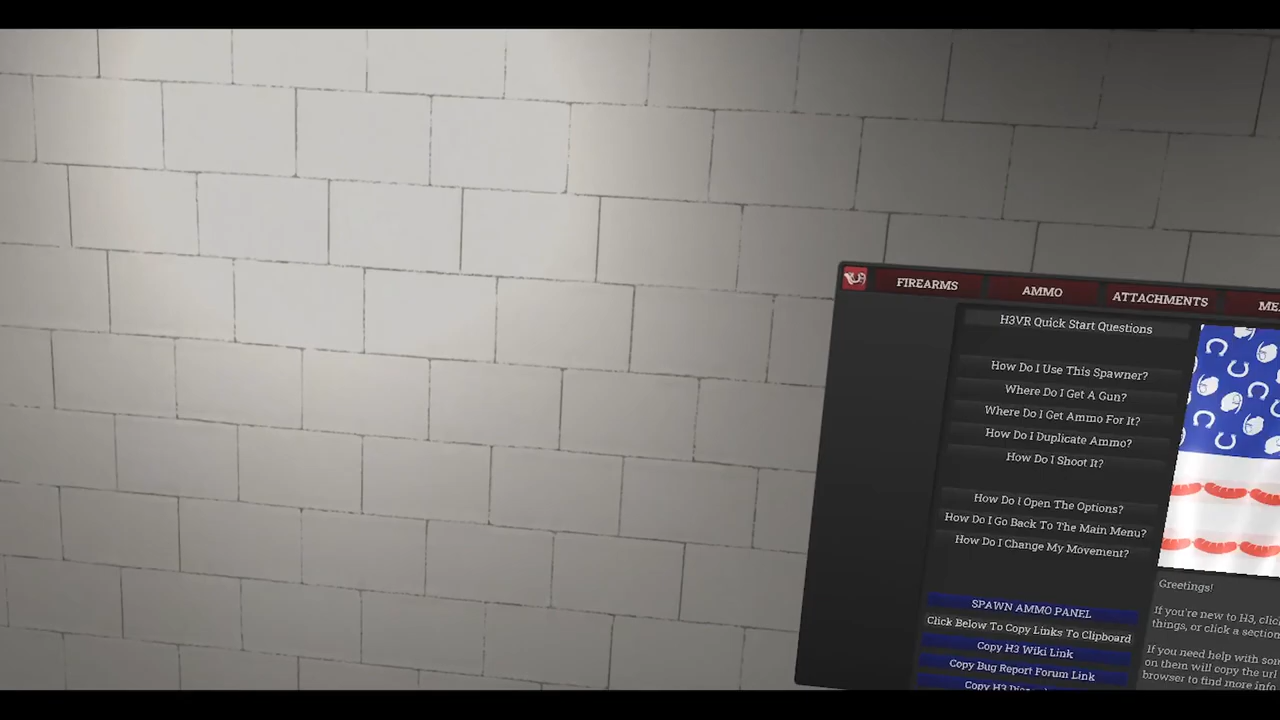 FIREARMS
AMMO
ATTACHMENTS
H3VR Quick Start Questions
How Do I Use This Spawner?
Where Do I Get A Gun?
Where Do I Get Ammo For It?
How Do I Duplicate Ammo?
How Do I Shoot It?
How Do I Open The Options?
How Do I Go Back To The Main Menu?
How Do I Change My Movement?
SPAWN AMMO PANEL
Click Below To Copy Links To Clipboard
Copy H3 Wiki Link
Copy Bug Report Forum Link
Copy H3
Greetings!
If you're new to H3,
things, or click a
If you need help with
on them will copy the
browser to find more